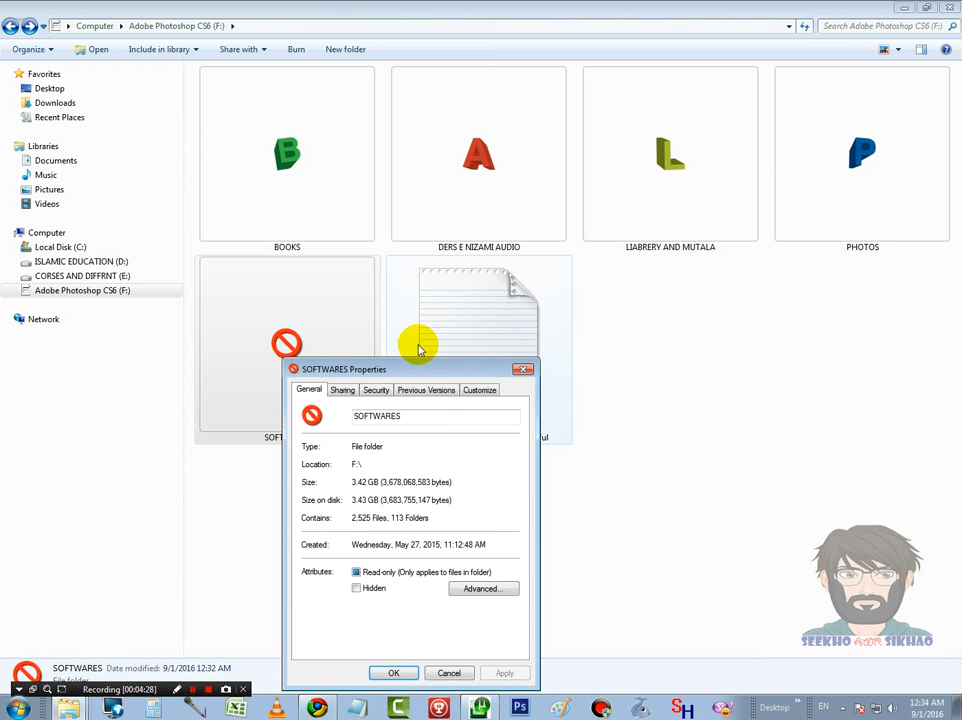 Computer ▸ Adobe Photoshop CS6 (F:) ▸
Search Adobe Photoshop CS6 (F:)
Organize Open Include in library Share with Burn New folder
Favorites
Desktop
Downloads
Recent Places
Libraries
Documents
Music
Pictures
Videos
Computer
Local Disk (C:)
ISLAMIC EDUCATION (D:)
CORSES AND DIFFRNT (E:)
Adobe Photoshop CS6 (F:)
Network
B A L P
BOOKS DERS E NIZAMI AUDIO LIABRERY AND MUTALA PHOTOS
SOFTWARES Properties
General Sharing Security Previous Versions Customize
SOFTWARES
Type: File folder
Location: F:\
Size: 3.42 GB (3,678,068,583 bytes)
Size on disk: 3.43 GB (3,683,755,147 bytes)
Contains: 2,525 Files, 113 Folders
Created: Wednesday, May 27, 2015, 11:12:48 AM
Attributes: Read-only (Only applies to files in folder)
Hidden Advanced...
OK Cancel Apply
SEEKHO AOR SIKHAO
SOFTWARES Date modified: 9/1/2016 12:32 AM
File folder
Recording [00:04:28]
Ps SH Desktop » EN 12:34 AM
9/1/2016